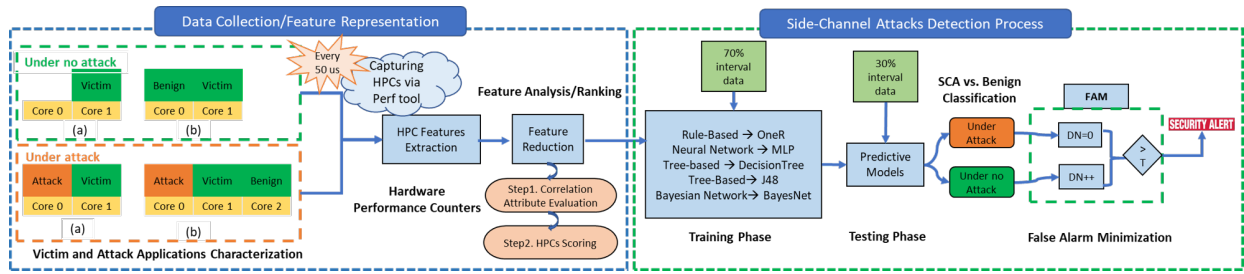 Data Collection/Feature Representation
Side-Channel Attacks Detection Process
Under no attack
Victim
Core 0
Core 1
(a)
Benign
Victim
Core 0
Core 1
(b)
Under attack
Attack
Victim
Core 0
Core 1
(a)
Attack
Victim
Benign
Core 0
Core 1
Core 2
(b)
Victim and Attack Applications Characterization
Every
50 us
Capturing
HPCs via
Perf tool
HPC Features
Extraction
Hardware
Performance Counters
Feature Analysis/Ranking
Feature
Reduction
Step1. Correlation
Attribute Evaluation
Step2. HPCs Scoring
70%
interval
data
Rule-Based → OneR
Neural Network → MLP
Tree-based → DecisionTree
Tree-Based → J48
Bayesian Network → BayesNet
Training Phase
30%
interval
data
Predictive
Models
Testing Phase
SCA vs. Benign
Classification
Under
Attack
Under no
Attack
FAM
DN=0
DN++
>
T
False Alarm Minimization
SECURITY ALERT